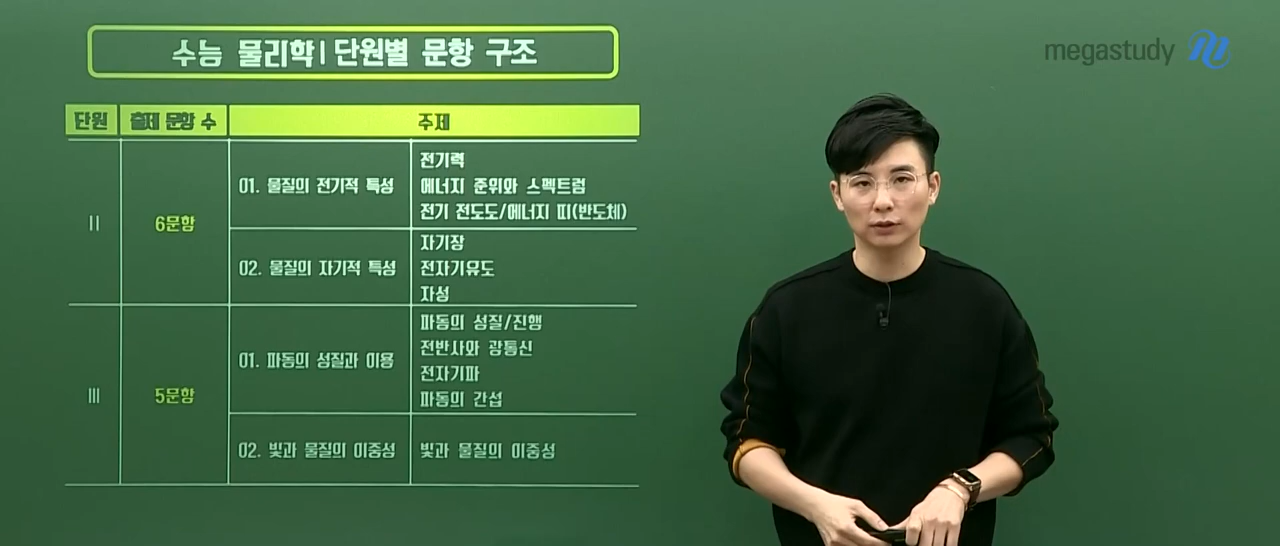 수능 물리학 I 단원별 문항 구조
megastudy
단원 출제 문항 수 주제
II 6문항
01. 물질의 전기적 특성
전기력
에너지 준위와 스펙트럼
전기 전도도/에너지 띠(반도체)
02. 물질의 자기적 특성
자기장
전자기유도
자성
III 5문항
01. 파동의 성질과 이용
파동의 성질/진행
전반사와 광통신
전자기파
파동의 간섭
02. 빛과 물질의 이중성
빛과 물질의 이중성